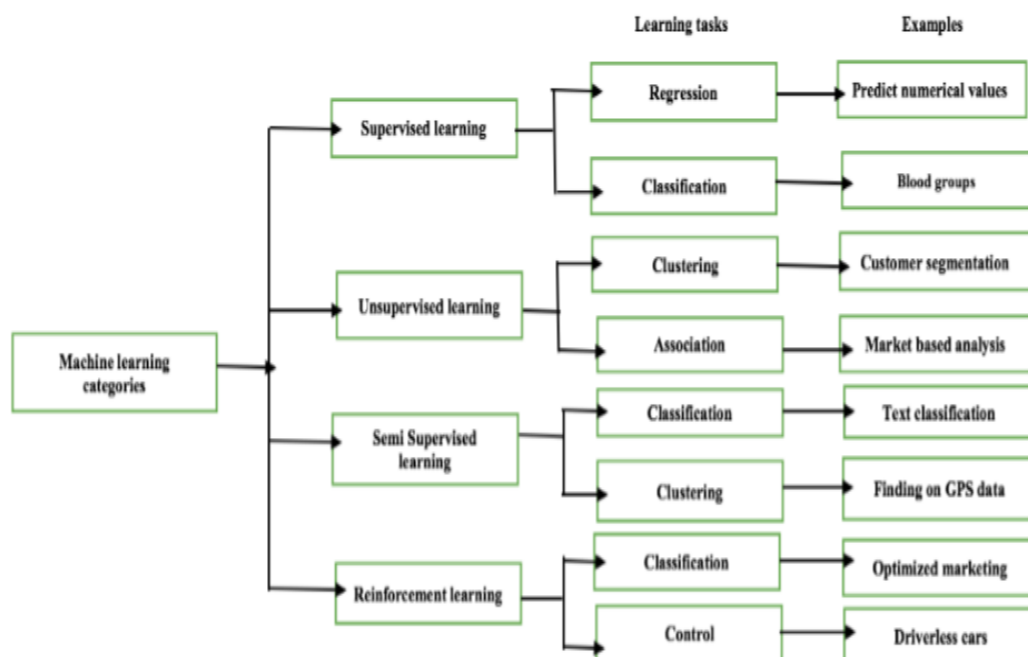 Learning tasks
Examples
Regression
Predict numerical values
Supervised learning
Classification
Blood groups
Clustering
Customer segmentation
Unsupervised learning
Association
Market based analysis
Machine learning
categories
Classification
Text classification
Semi Supervised
learning
Clustering
Finding on GPS data
Classification
Optimized marketing
Reinforcement learning
Control
Driverless cars